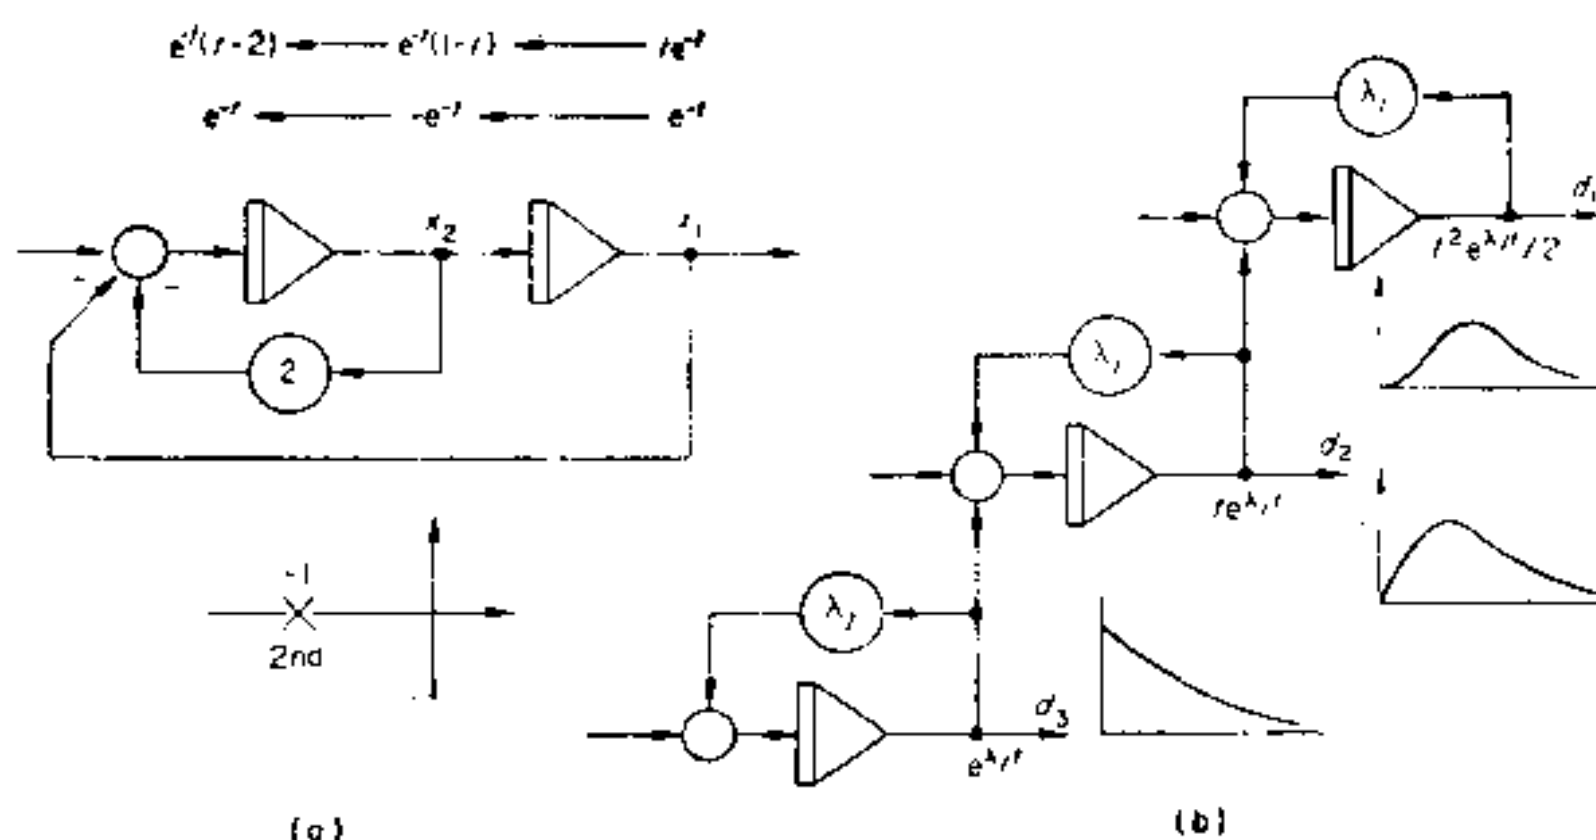 e⁻ᵗ(t-2) ← e⁻ᵗ(1-t) ← te⁻ᵗ
e⁻ᵗ ← -e⁻ᵗ ← e⁻ᵗ
x₂
x₁
2
-1
2nd
(a)
λᵢ
d₁
t²e^λᵢt/2
λᵢ
d₂
te^λᵢt
λᵢ
d₃
e^λᵢt
(b)